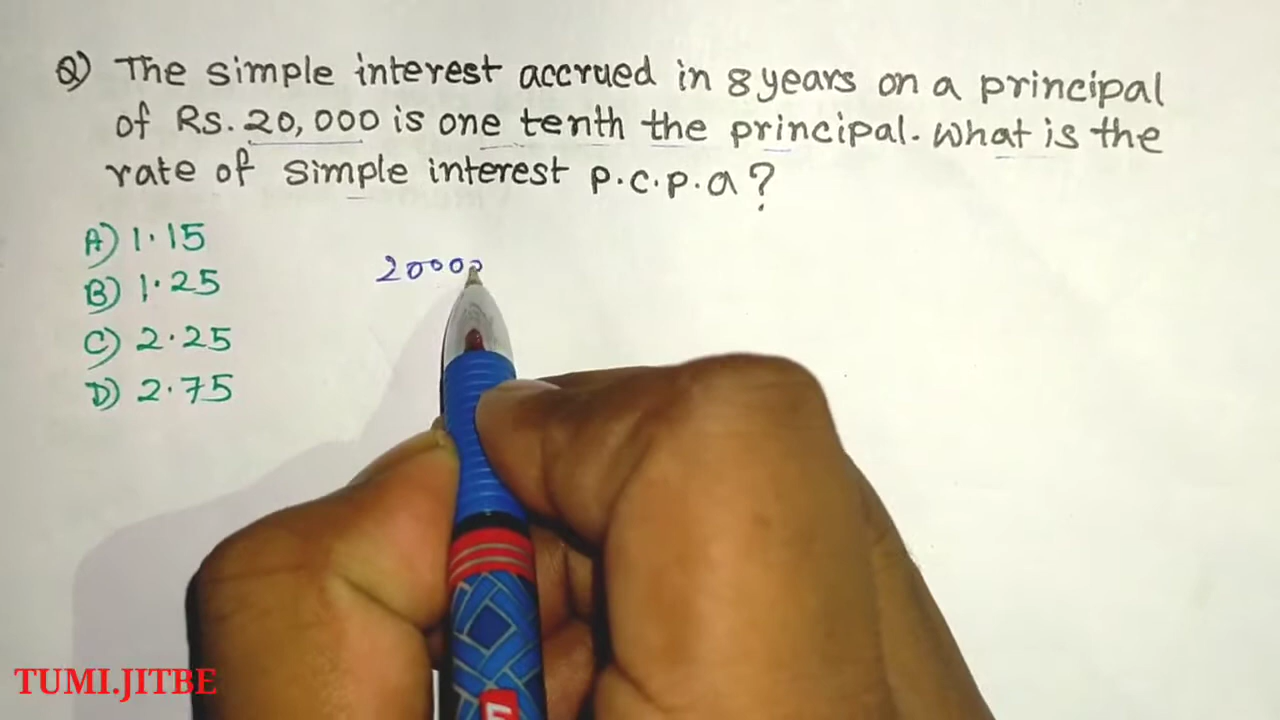 Q) The simple interest accrued in 8 years on a principal
of Rs. 20,000 is one tenth the principal. What is the
rate of simple interest p.c.p.a?
A) 1.15
B) 1.25
C) 2.25
D) 2.75
20000
TUMI.JITBE